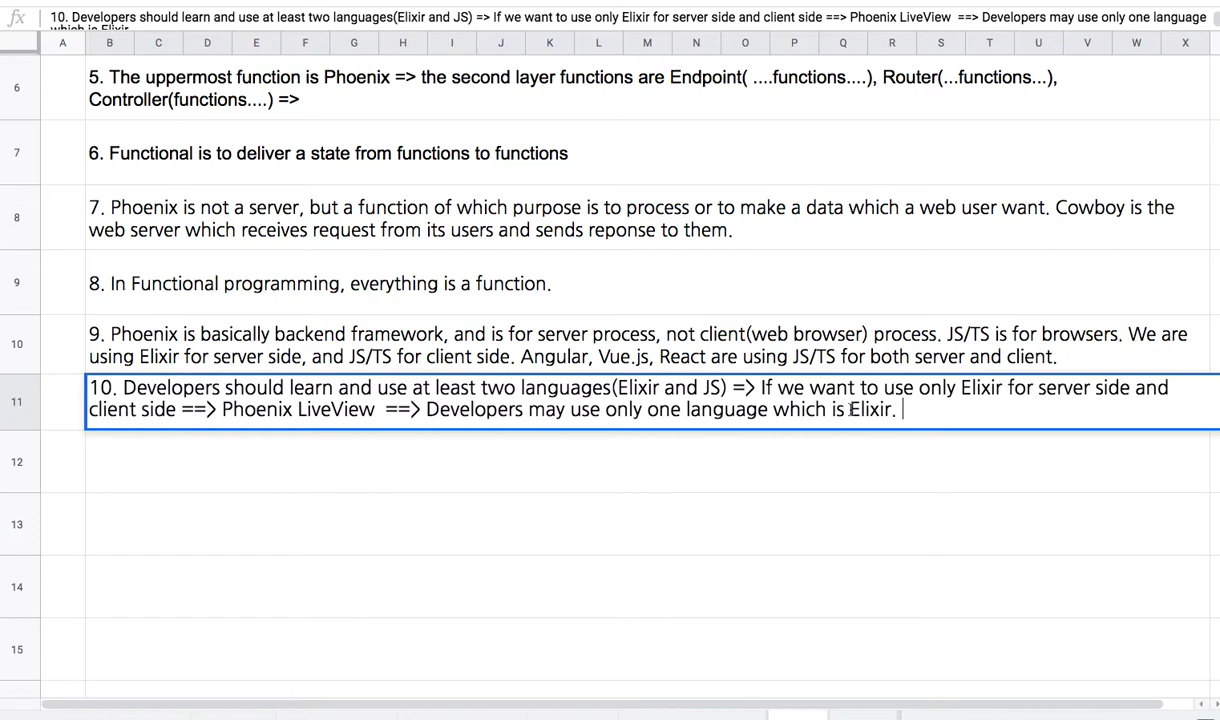 fx 10. Developers should learn and use at least two languages(Elixir and JS) => If we want to use only Elixir for server side and client side ==> Phoenix LiveView ==> Developers may use only one language
which is Elixir.
A B C D E F G H I J K L M N O P Q R S T U V W X
6
5. The uppermost function is Phoenix => the second layer functions are Endpoint( ....functions....), Router(...functions...),
Controller(functions....) =>
7
6. Functional is to deliver a state from functions to functions
8
7. Phoenix is not a server, but a function of which purpose is to process or to make a data which a web user want. Cowboy is the
web server which receives request from its users and sends reponse to them.
9
8. In Functional programming, everything is a function.
10
9. Phoenix is basically backend framework, and is for server process, not client(web browser) process. JS/TS is for browsers. We are
using Elixir for server side, and JS/TS for client side. Angular, Vue.js, React are using JS/TS for both server and client.
11
10. Developers should learn and use at least two languages(Elixir and JS) => If we want to use only Elixir for server side and
client side ==> Phoenix LiveView ==> Developers may use only one language which is Elixir.
12
13
14
15